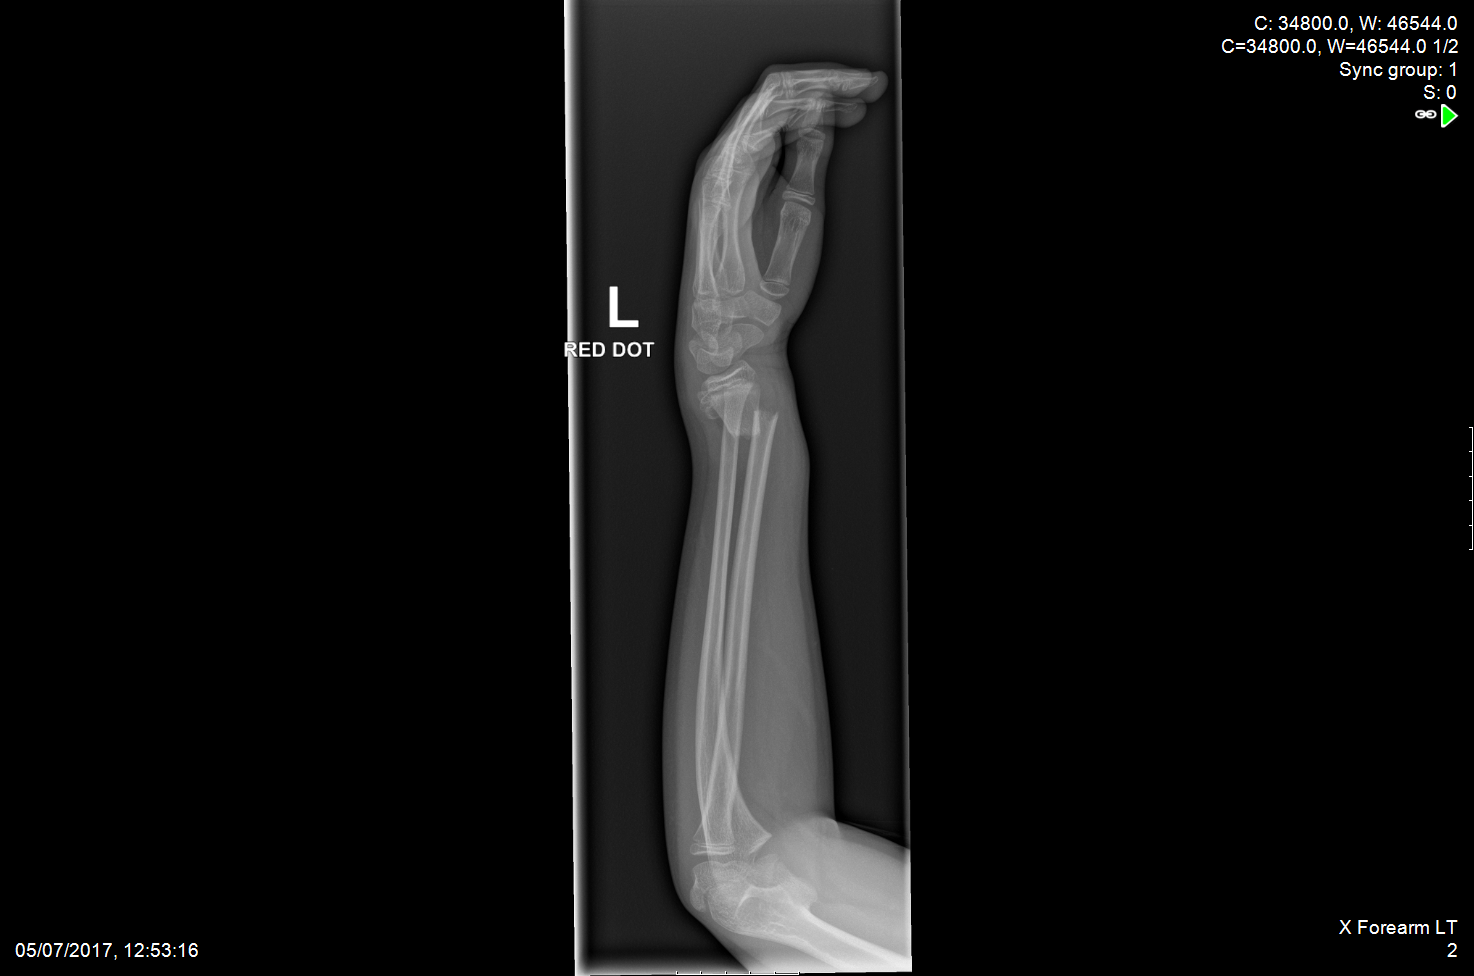 C: 34800.0, W: 46544.0
C=34800.0, W=46544.0 1/2
Sync group: 1
S: 0
L
RED DOT
X Forearm LT
05/07/2017, 12:53:16
2